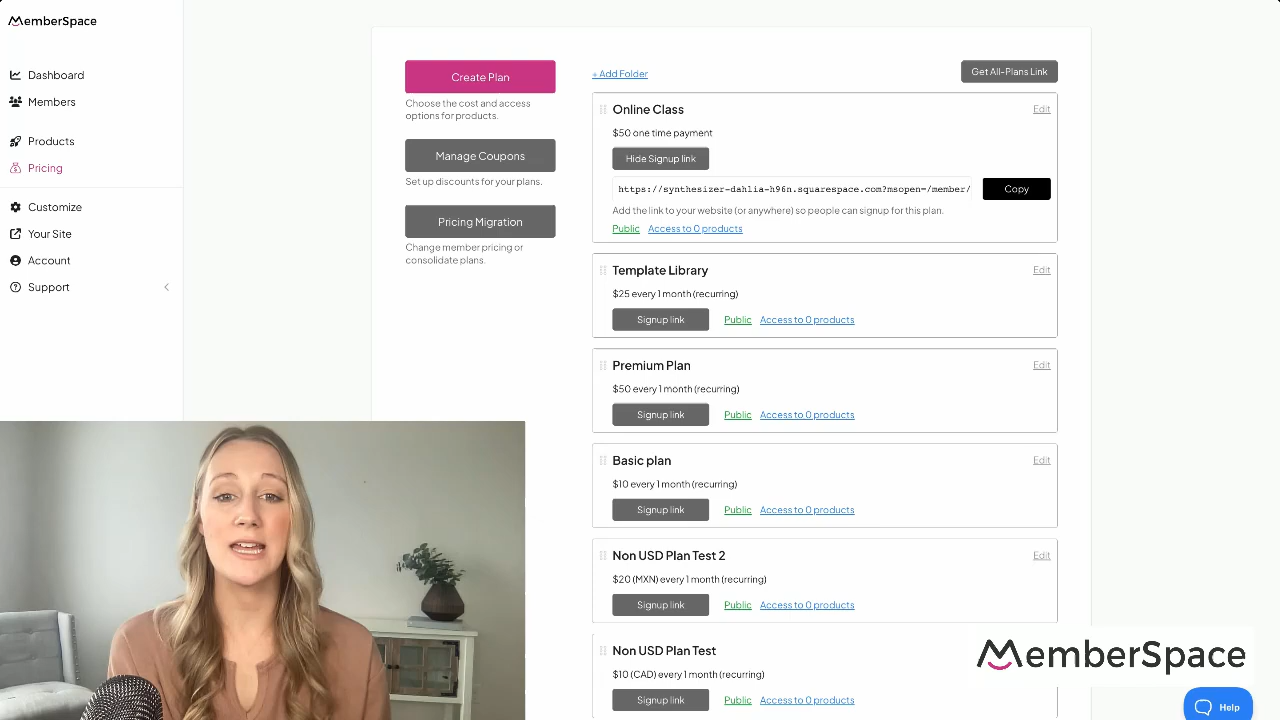 MemberSpace
Dashboard
Members
Products
Pricing
Customize
Your Site
Account
Support
Create Plan
Choose the cost and access
options for products.
Manage Coupons
Set up discounts for your plans.
Pricing Migration
Change member pricing or
consolidate plans.
+ Add Folder
Get All-Plans Link
Online Class
Edit
$50 one time payment
Hide Signup link
https://synthesizer-dahlia-h96n.squarespace.com?msopen=/member/
Copy
Add the link to your website (or anywhere) so people can signup for this plan.
Public Access to 0 products
Template Library
Edit
$25 every 1 month (recurring)
Signup link Public Access to 0 products
Premium Plan
Edit
$50 every 1 month (recurring)
Signup link Public Access to 0 products
Basic plan
Edit
$10 every 1 month (recurring)
Signup link Public Access to 0 products
Non USD Plan Test 2
Edit
$20 (MXN) every 1 month (recurring)
Signup link Public Access to 0 products
Non USD Plan Test
$10 (CAD) every 1 month (recurring)
Signup link Public Access to 0 products
MemberSpace
Help